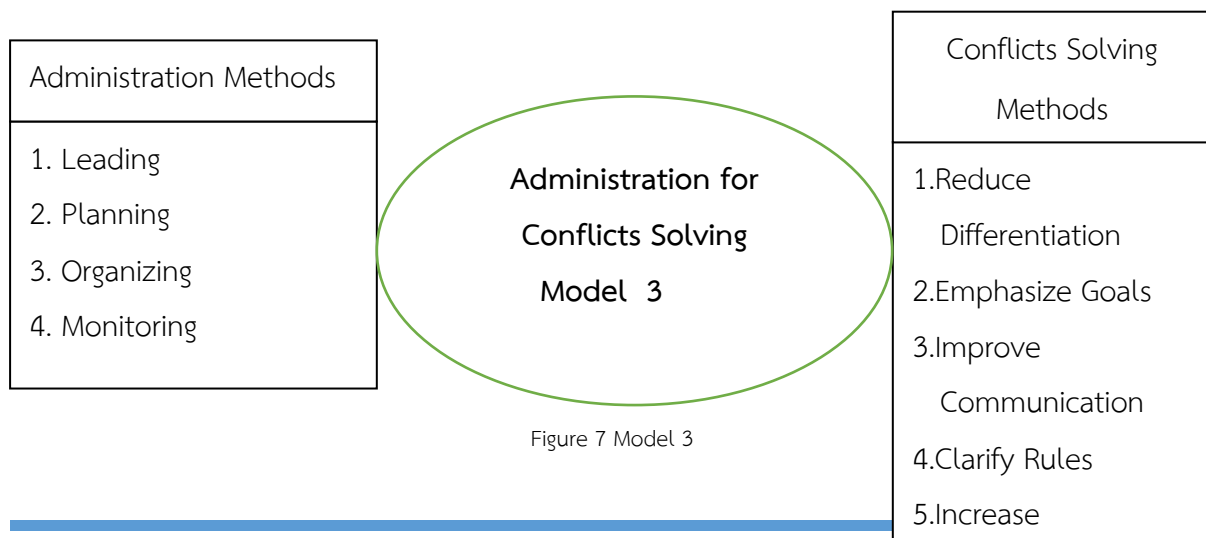 Administration Methods
1. Leading
2. Planning
3. Organizing
4. Monitoring
Administration for
Conflicts Solving
Model 3
Figure 7 Model 3
Conflicts Solving
Methods
1.Reduce
Differentiation
2.Emphasize Goals
3.Improve
Communication
4.Clarify Rules
5.Increase